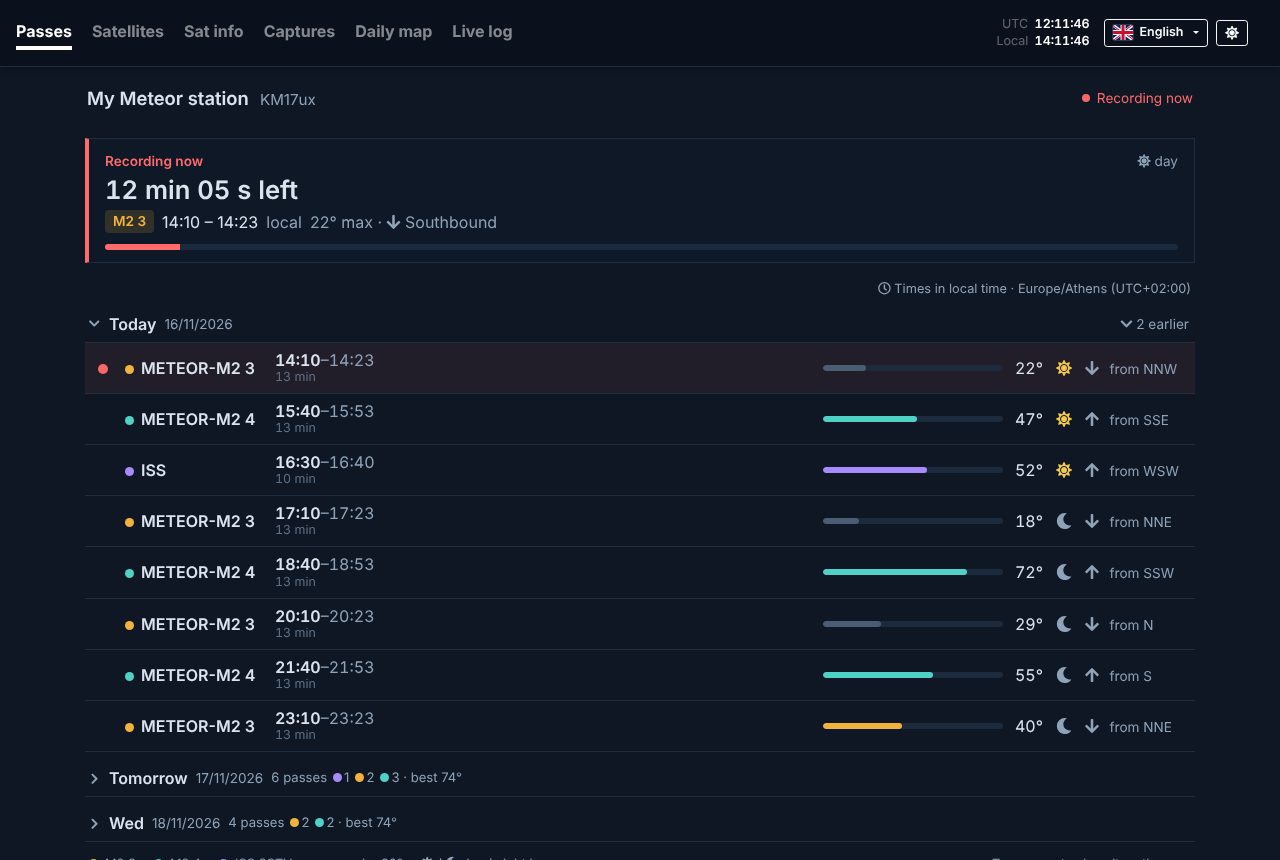 Passes Satellites Sat info Captures Daily map Live log
UTC 12:11:46
Local 14:11:46
English
My Meteor station KM17ux
Recording now
Recording now
day
12 min 05 s left
M2 3 14:10 – 14:23 local 22° max · Southbound
Times in local time · Europe/Athens (UTC+02:00)
Today 16/11/2026
2 earlier
METEOR-M2 3 14:10–14:23 22° from NNW
13 min
METEOR-M2 4 15:40–15:53 47° from SSE
13 min
ISS 16:30–16:40 52° from WSW
10 min
METEOR-M2 3 17:10–17:23 18° from NNE
13 min
METEOR-M2 4 18:40–18:53 72° from SSW
13 min
METEOR-M2 3 20:10–20:23 29° from N
13 min
METEOR-M2 4 21:40–21:53 55° from S
13 min
METEOR-M2 3 23:10–23:23 40° from NNE
13 min
Tomorrow 17/11/2026 6 passes 1 2 3 · best 74°
Wed 18/11/2026 4 passes 2 2 · best 74°